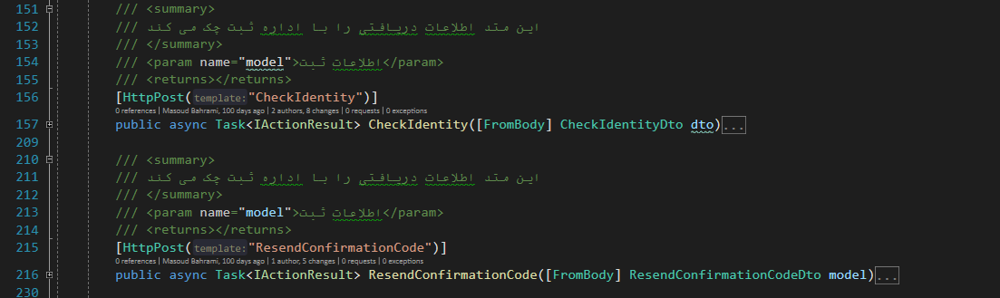 151 /// <summary>
152 /// این متد اطلاعات دریافتی را با اداره ثبت چک می کند
153 /// </summary>
154 /// <param name="model">اطلاعات ثبت</param>
155 /// <returns></returns>
156 [HttpPost(template:"CheckIdentity")]
0 references | Masoud Bahrami, 100 days ago | 2 authors, 8 changes | 0 requests | 0 exceptions
157 public async Task<IActionResult> CheckIdentity([FromBody] CheckIdentityDto dto)...
209
210 /// <summary>
211 /// این متد اطلاعات دریافتی را با اداره ثبت چک می کند
212 /// </summary>
213 /// <param name="model">اطلاعات ثبت</param>
214 /// <returns></returns>
215 [HttpPost(template:"ResendConfirmationCode")]
0 references | Masoud Bahrami, 100 days ago | 1 author, 5 changes | 0 requests | 0 exceptions
216 public async Task<IActionResult> ResendConfirmationCode([FromBody] ResendConfirmationCodeDto model)...
230